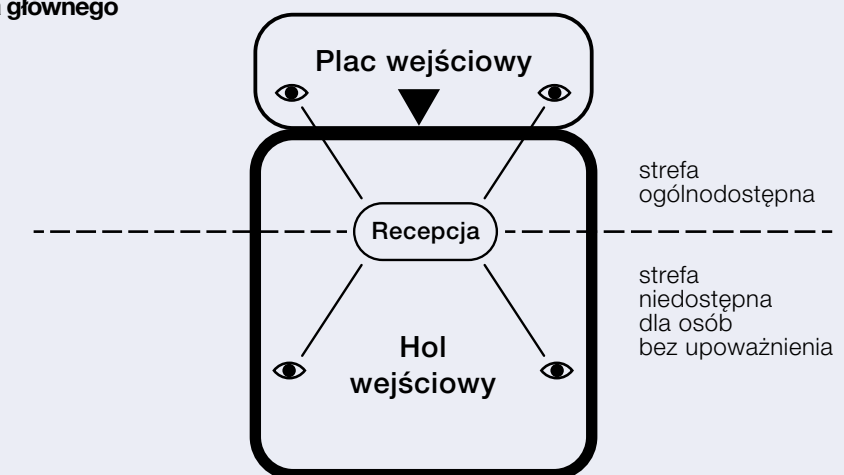 głównego
Plac wejściowy
strefa
ogólnodostępna
Recepcja
strefa
niedostępna
dla osób
bez upoważnienia
Hol
wejściowy